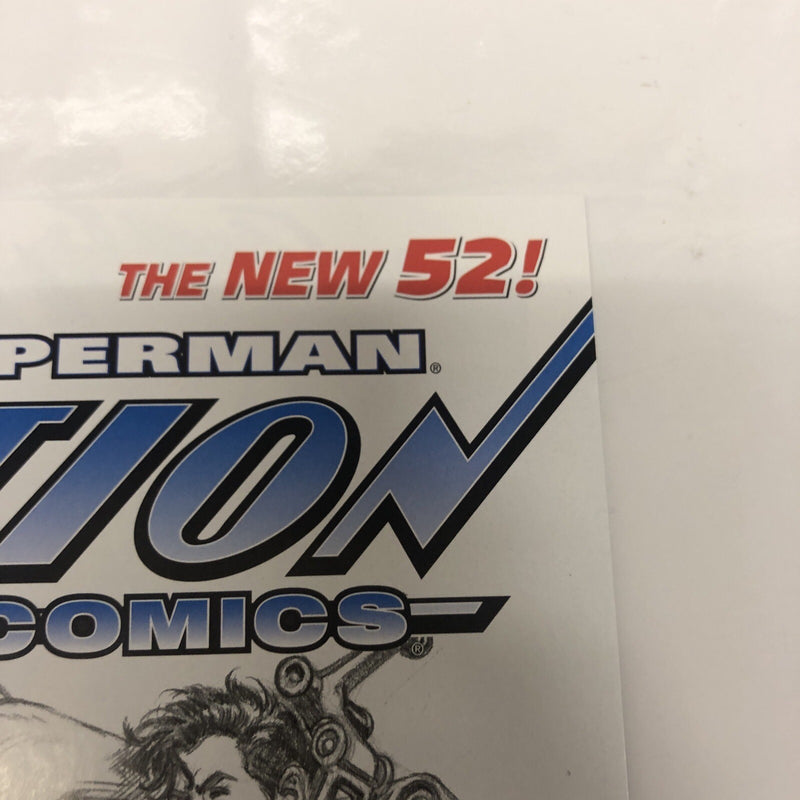 THE NEW 52!
PERMAN®
TION
COMICS®